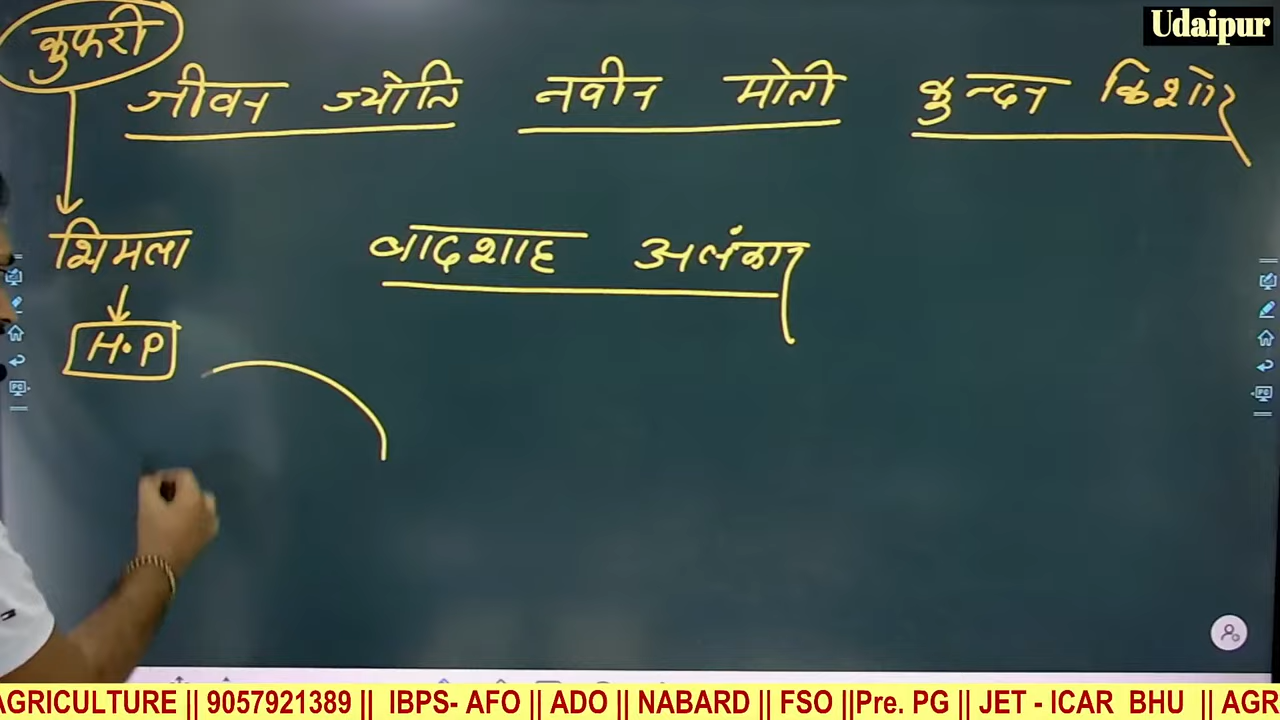 Udaipur
कुफरी
जीवन ज्योति नवीन मोती कुन्दन किशोर
शिमला बादशाह अलंकार
H.P
AGRICULTURE || 9057921389 || IBPS- AFO || ADO || NABARD || FSO ||Pre. PG || JET - ICAR BHU || AGR